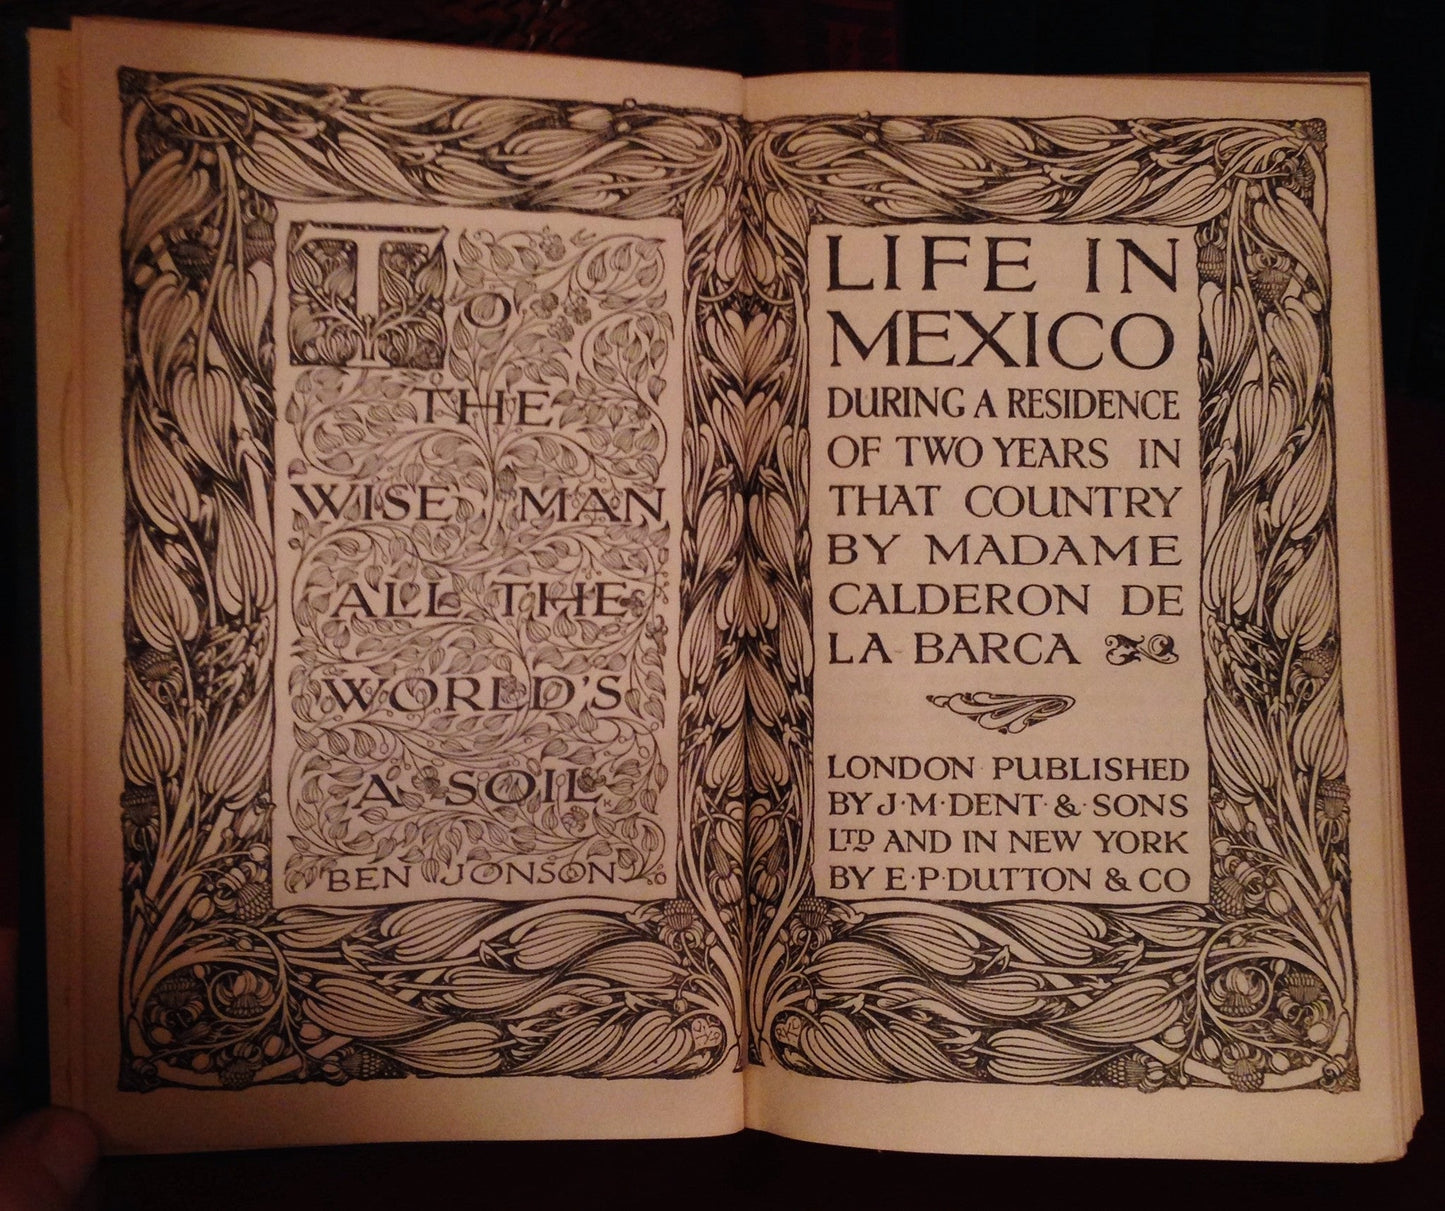 TO
THE
WISE MAN
ALL THE
WORLD'S
A SOIL
BEN JONSON
LIFE IN
MEXICO
DURING A RESIDENCE
OF TWO YEARS IN
THAT COUNTRY
BY MADAME
CALDERON DE
LA BARCA
LONDON PUBLISHED
BY J·M·DENT & SONS
LTD AND IN NEW YORK
BY E·P·DUTTON & CO